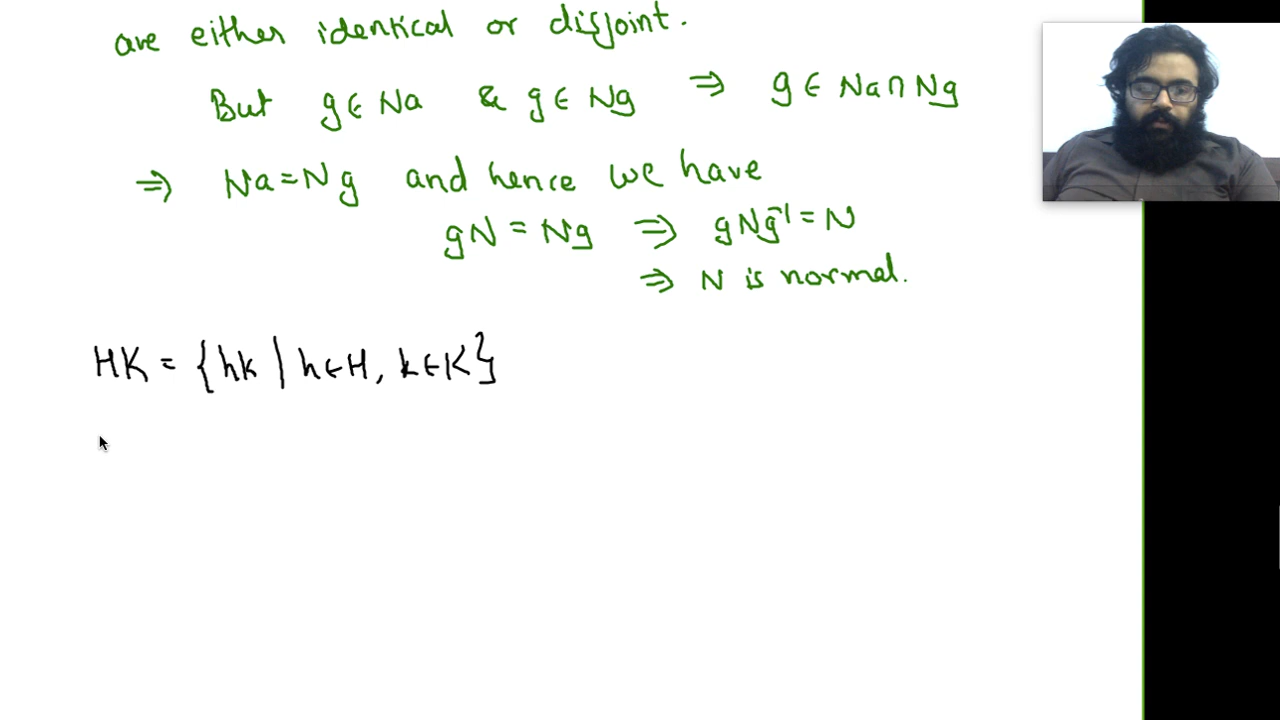 are either identical or disjoint.
But g ∈ Na & g ∈ Ng ⇒ g ∈ Na ∩ Ng
⇒ Na = Ng and hence we have
gN = Ng ⇒ gNg⁻¹ = N
⇒ N is normal.
HK = {hk | h ∈ H, k ∈ K}